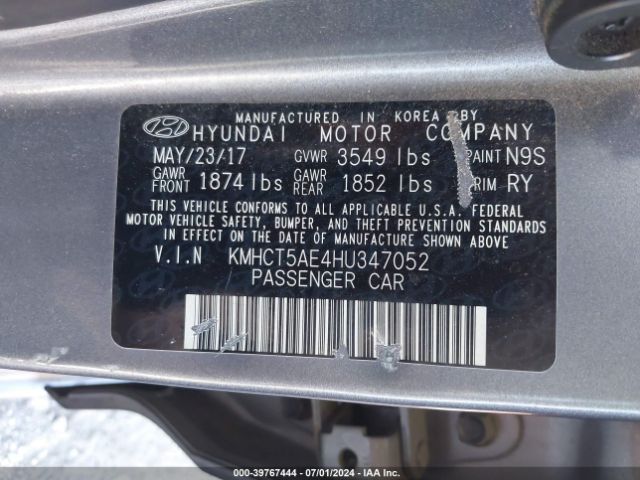 MANUFACTURED IN KOREA BY
HYUNDAI MOTOR COMPANY
MAY/23/17 GVWR 3549 lbs PAINT N9S
GAWR FRONT 1874 lbs GAWR REAR 1852 lbs TRIM RY
THIS VEHICLE CONFORMS TO ALL APPLICABLE U.S.A. FEDERAL
MOTOR VEHICLE SAFETY, BUMPER, AND THEFT PREVENTION STANDARDS
IN EFFECT ON THE DATE OF MANUFACTURE SHOWN ABOVE.
V.I.N KMHCT5AE4HU347052
PASSENGER CAR
000-39767444 - 07/01/2024 - IAA Inc.